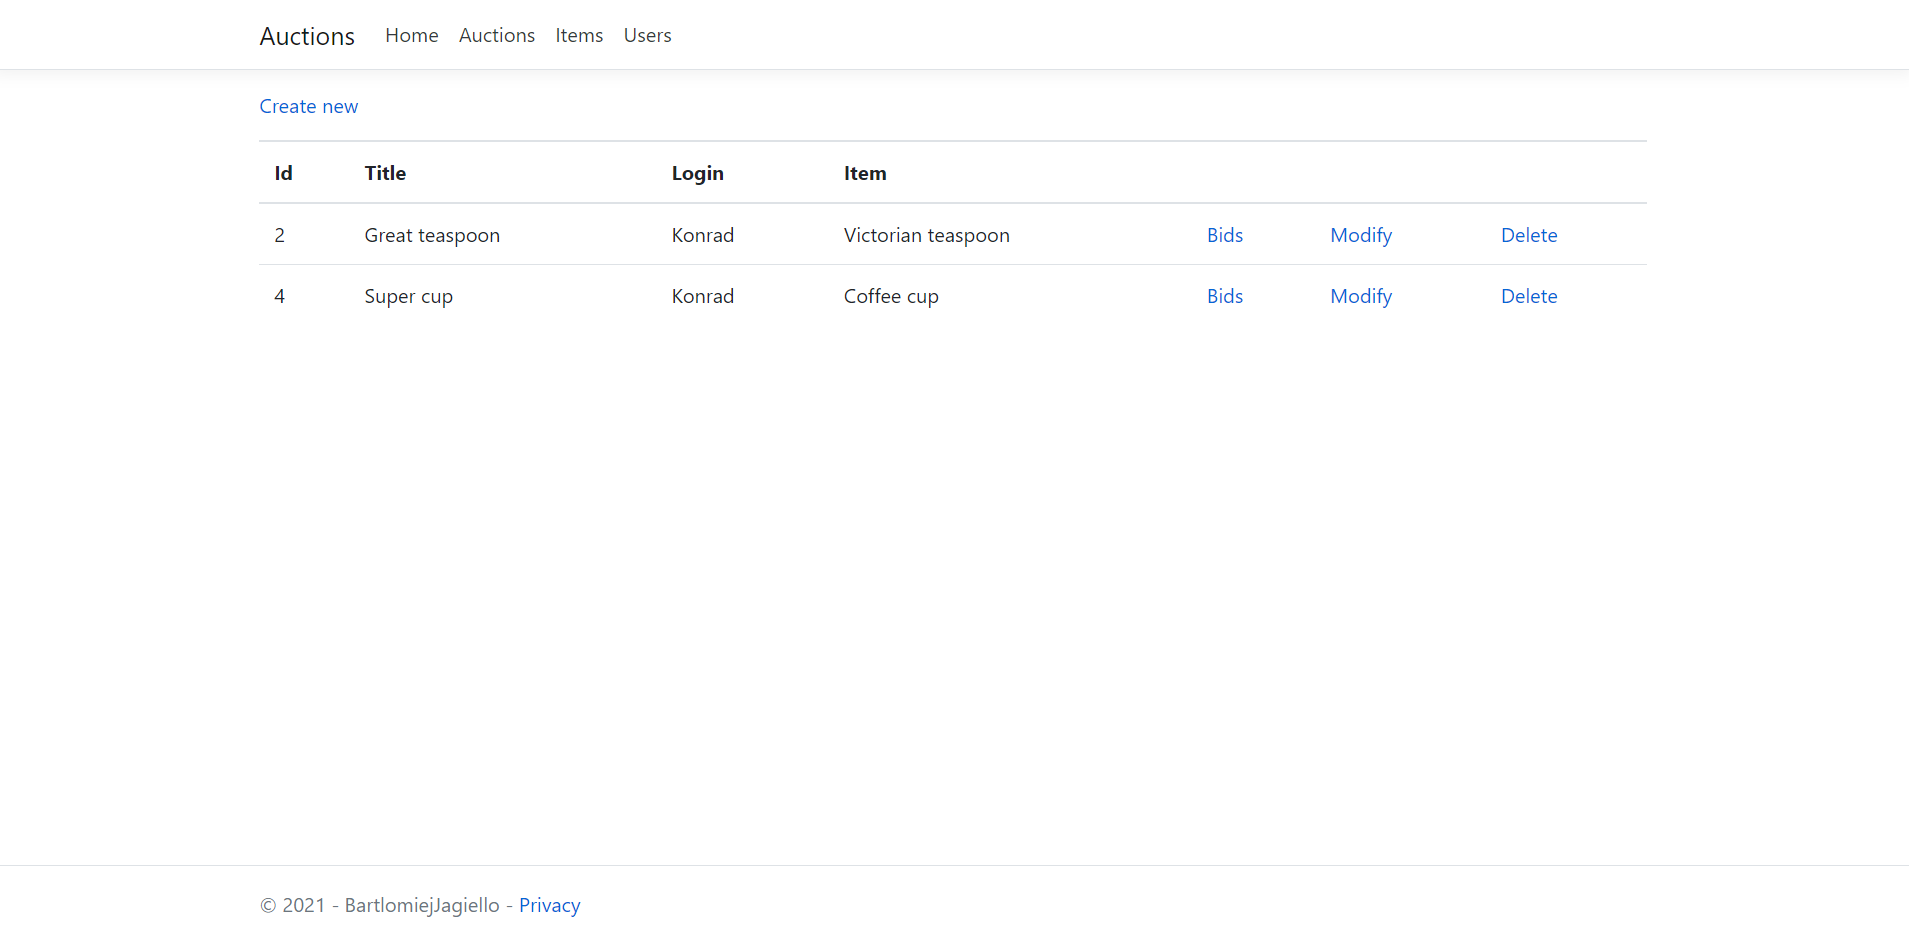 Auctions Home Auctions Items Users
Create new
Id Title Login Item
2 Great teaspoon Konrad Victorian teaspoon Bids Modify Delete
4 Super cup Konrad Coffee cup Bids Modify Delete
© 2021 - BartlomiejJagiello - Privacy